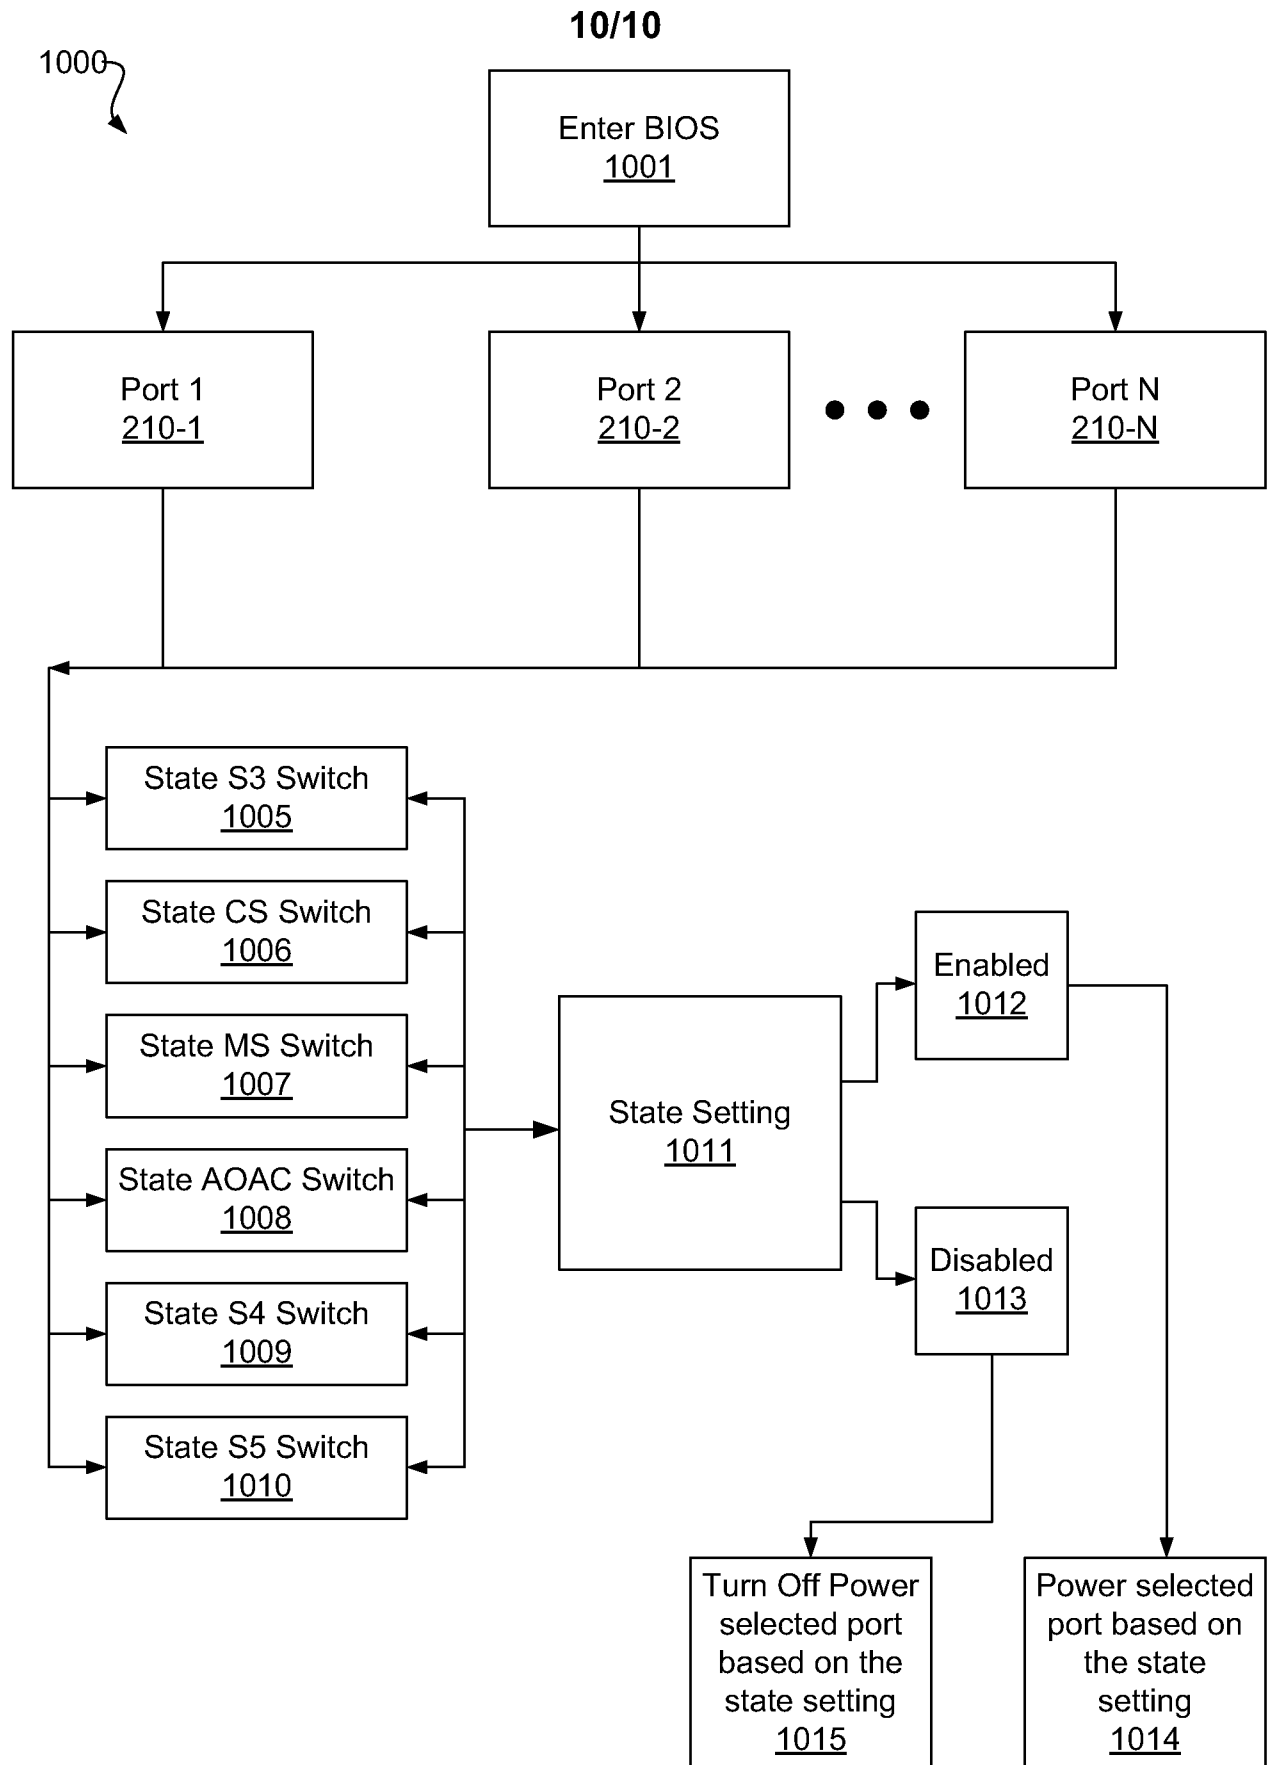 10/10
1000
Enter BIOS
1001
Port 1
210-1
Port 2
210-2
Port N
210-N
State S3 Switch
1005
State CS Switch
1006
State MS Switch
1007
State AOAC Switch
1008
State S4 Switch
1009
State S5 Switch
1010
State Setting
1011
Enabled
1012
Disabled
1013
Turn Off Power
selected port
based on the
state setting
1015
Power selected
port based on
the state
setting
1014